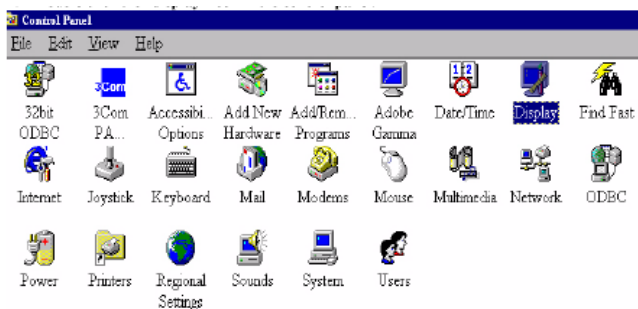 Control Panel
File Edit View Help
3Com
32bit 3Com Accessibi... Add New Add/Rem... Adobe Date/Time Display Find Fast
ODBC PA... Options Hardware Programs Gamma
Internet Joystick Keyboard Mail Modems Mouse Multimedia Network ODBC
Power Printers Regional Sounds System Users
Settings